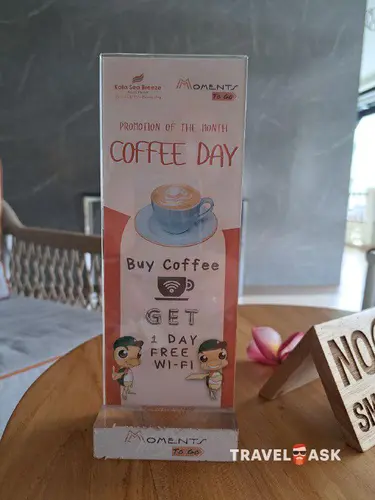 Kata Sea Breeze
MOMENTS
TO GO
PROMOTION OF THE MONTH
COFFEE DAY
Buy Coffee
GET
1 DAY
FREE
WI-FI
MOMENTS
TO GO
NO
SM
TRAVEL ASK